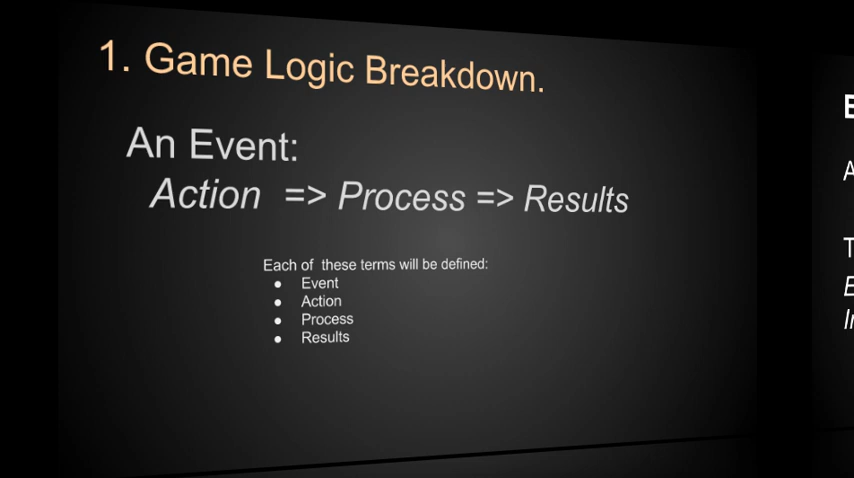 1. Game Logic Breakdown.
An Event:
Action => Process => Results
Each of these terms will be defined:
● Event
● Action
● Process
● Results